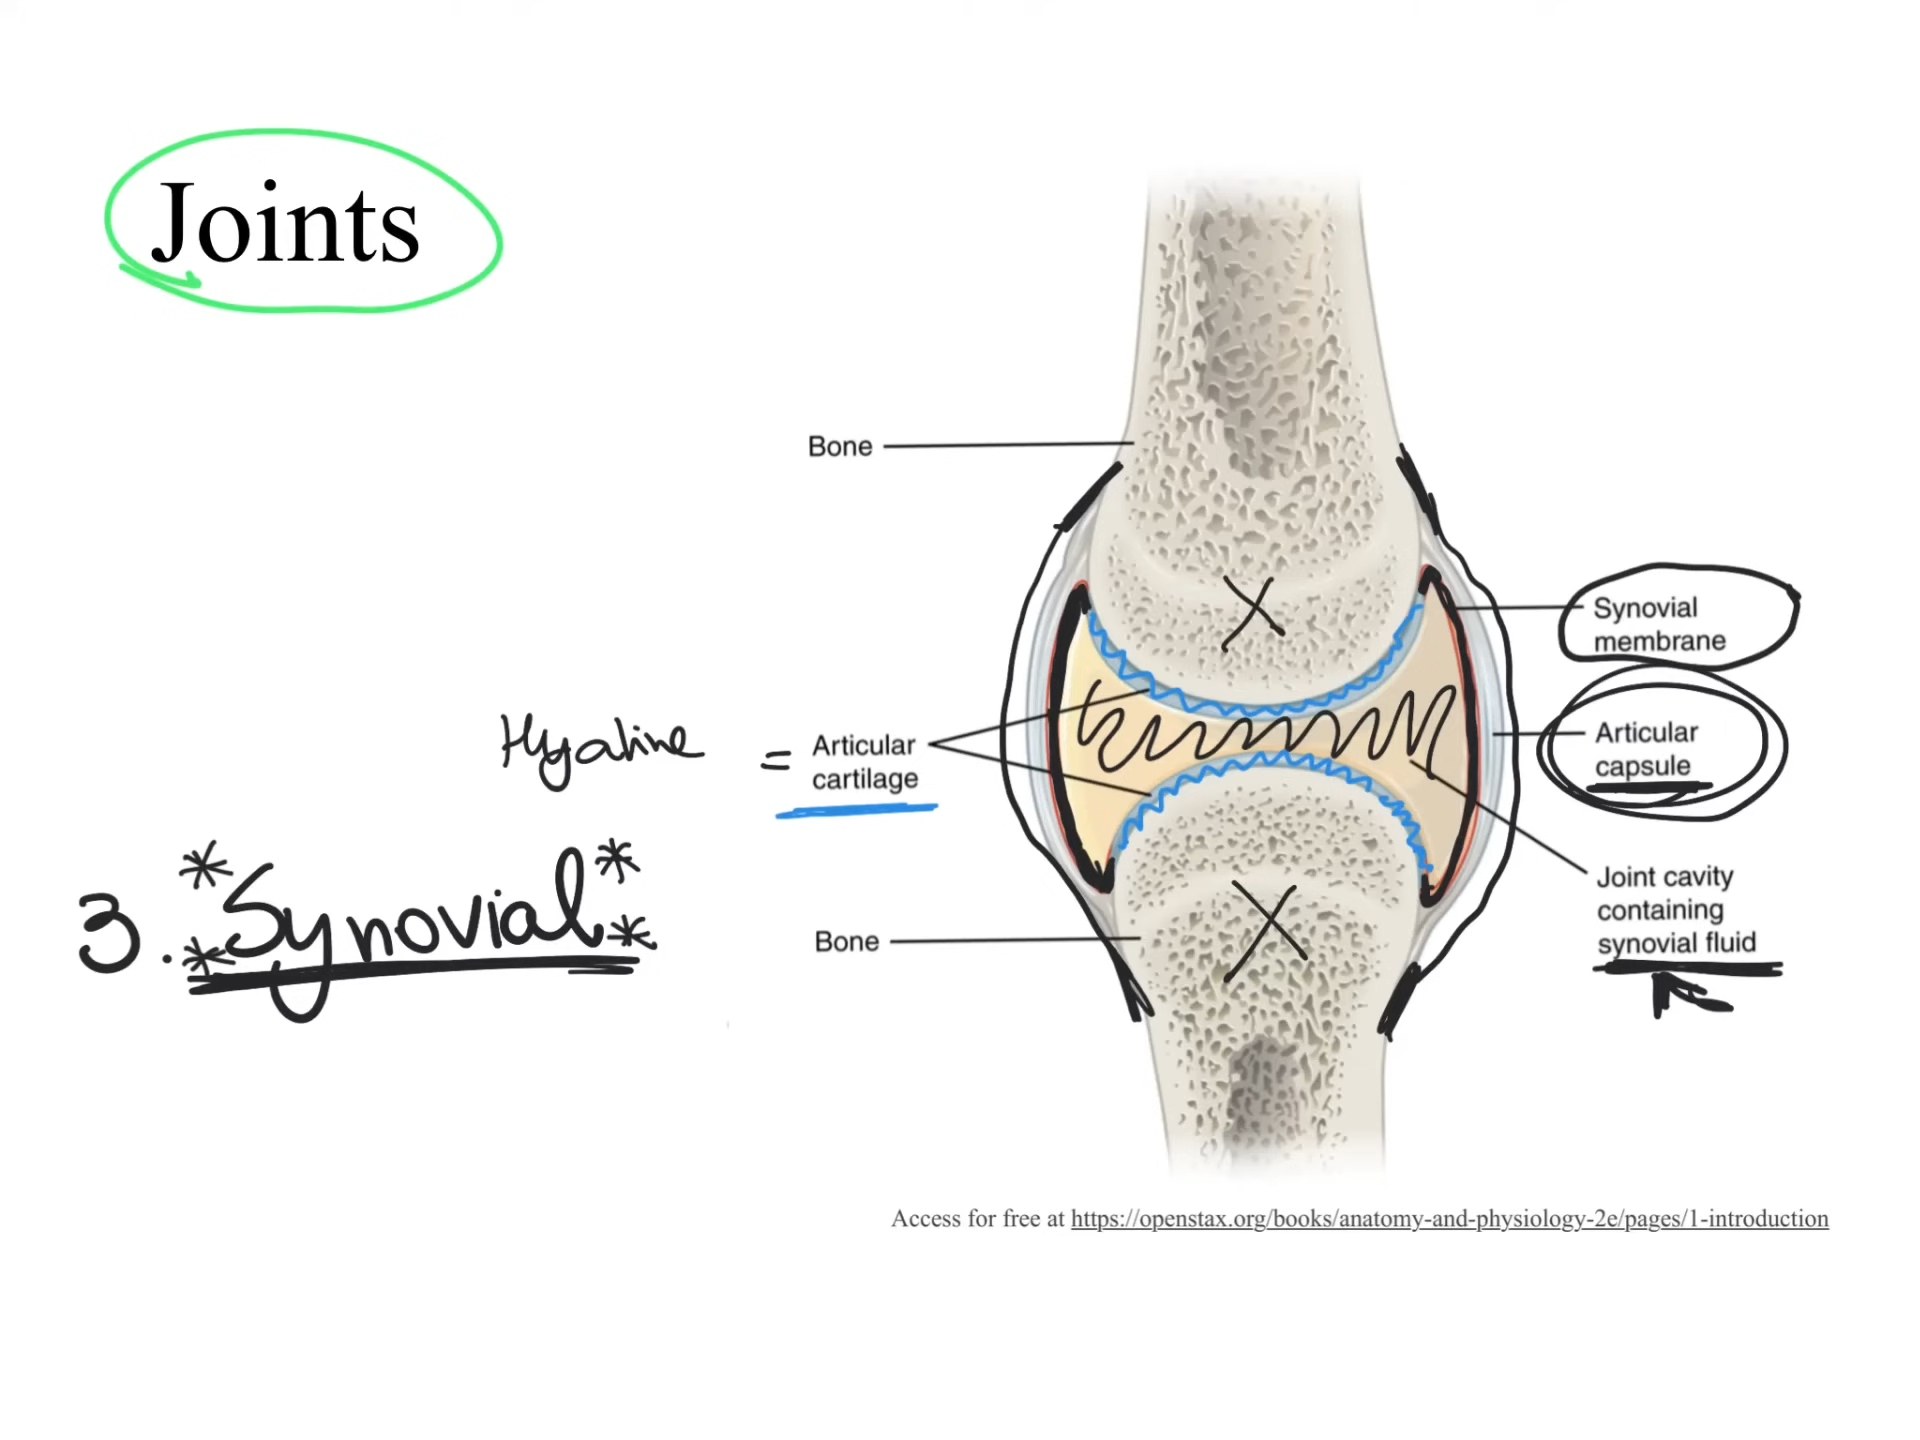 Joints
Bone
Synovial
membrane
Hyaline = Articular
cartilage
Articular
capsule
3. *Synovial*
Joint cavity
containing
synovial fluid
Bone
Access for free at https://openstax.org/books/anatomy-and-physiology-2e/pages/1-introduction